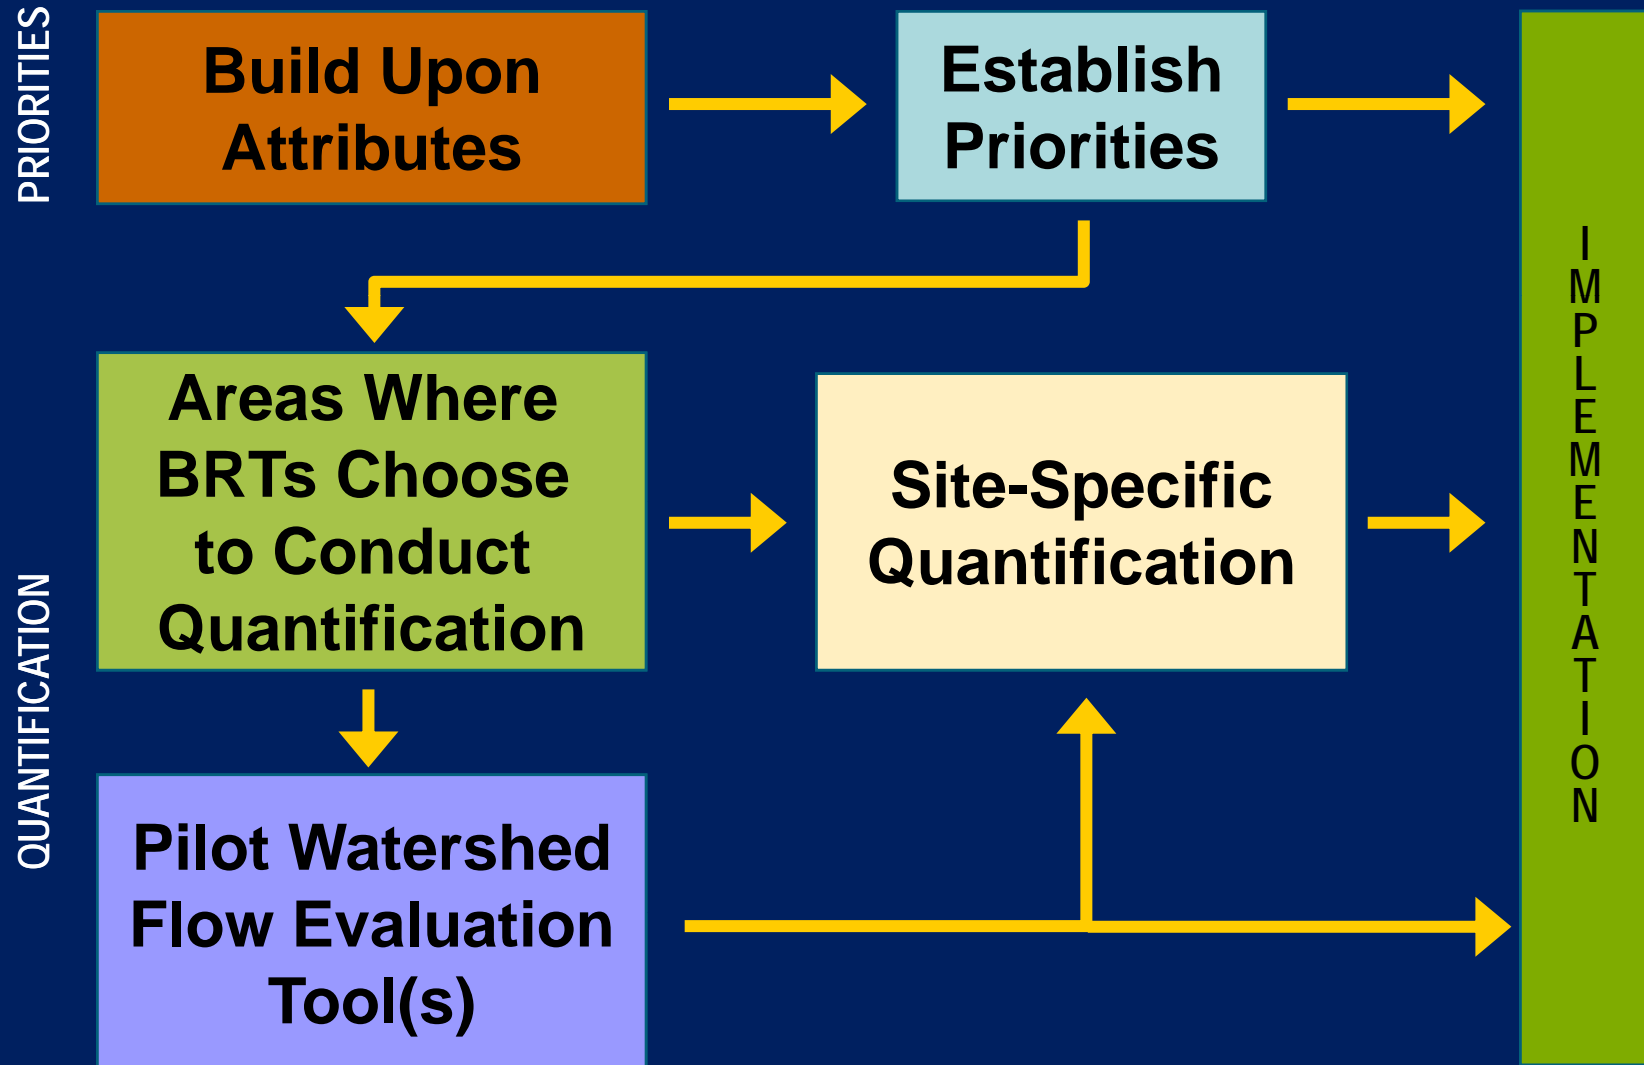 PRIORITIES
Build Upon
Attributes
Establish
Priorities
QUANTIFICATION
Areas Where
BRTs Choose
to Conduct
Quantification
Site-Specific
Quantification
Pilot Watershed
Flow Evaluation
Tool(s)
IMPLEMENTATION